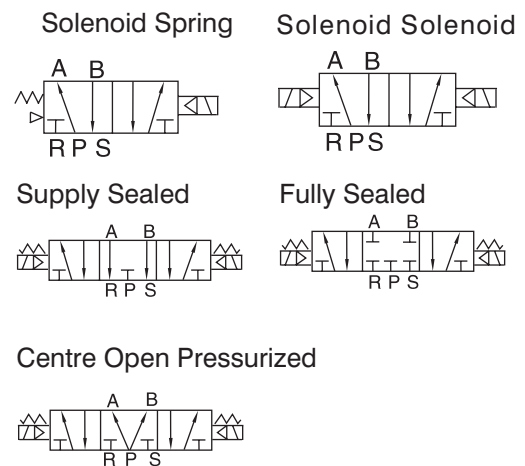 Solenoid Spring
Solenoid Solenoid
A B
A B
R P S
R P S
Supply Sealed
Fully Sealed
A B
A B
R P S
R P S
Centre Open Pressurized
A B
R P S